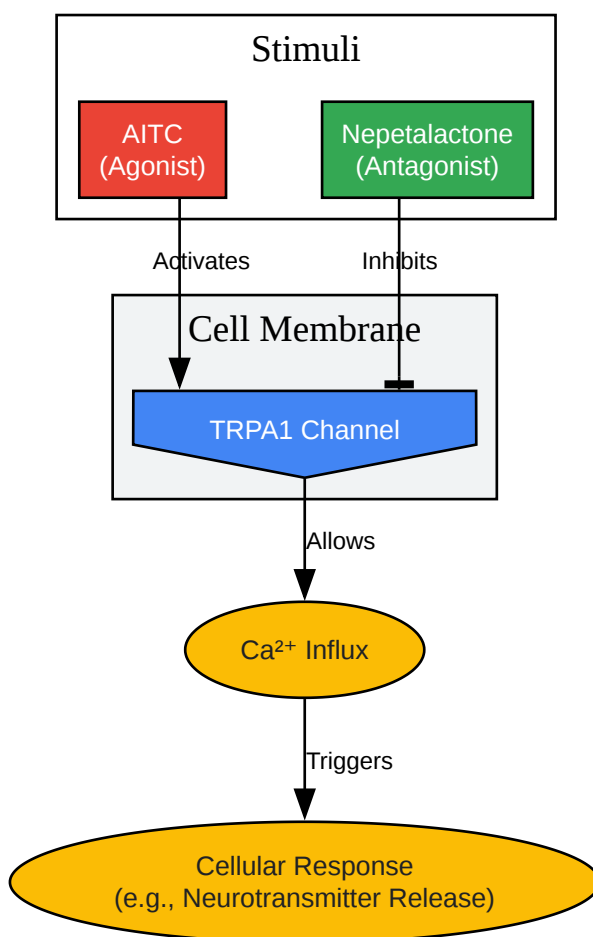 Stimuli
AITC
(Agonist)
Nepetalactone
(Antagonist)
Activates
Inhibits
Cell Membrane
TRPA1 Channel
Allows
Ca²⁺ Influx
Triggers
Cellular Response
(e.g., Neurotransmitter Release)